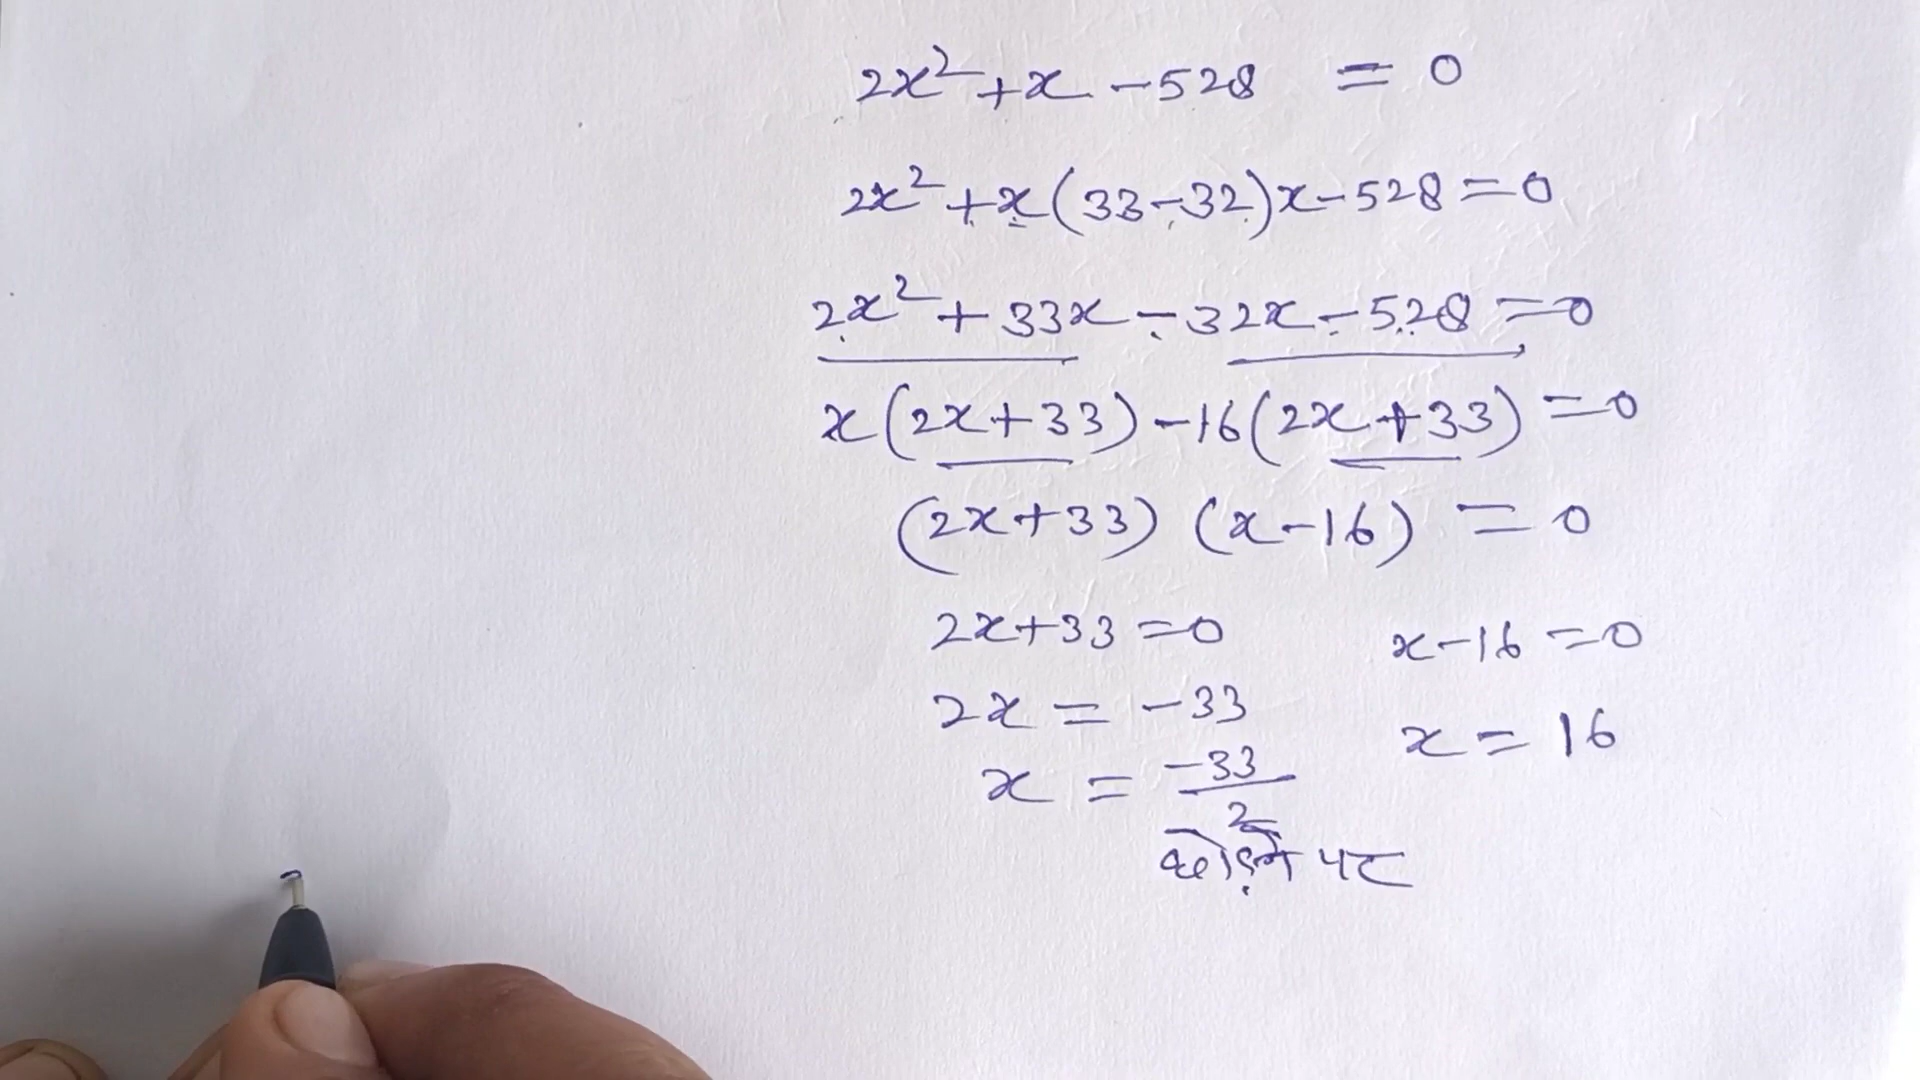 2x² + x - 528 = 0
2x² + x(33-32)x - 528 = 0
2x² + 33x - 32x - 528 = 0
x(2x+33) - 16(2x+33) = 0
(2x+33) (x-16) = 0
2x+33 = 0 x-16 = 0
2x = -33 x = 16
x = -33/2
छोड़ने पर